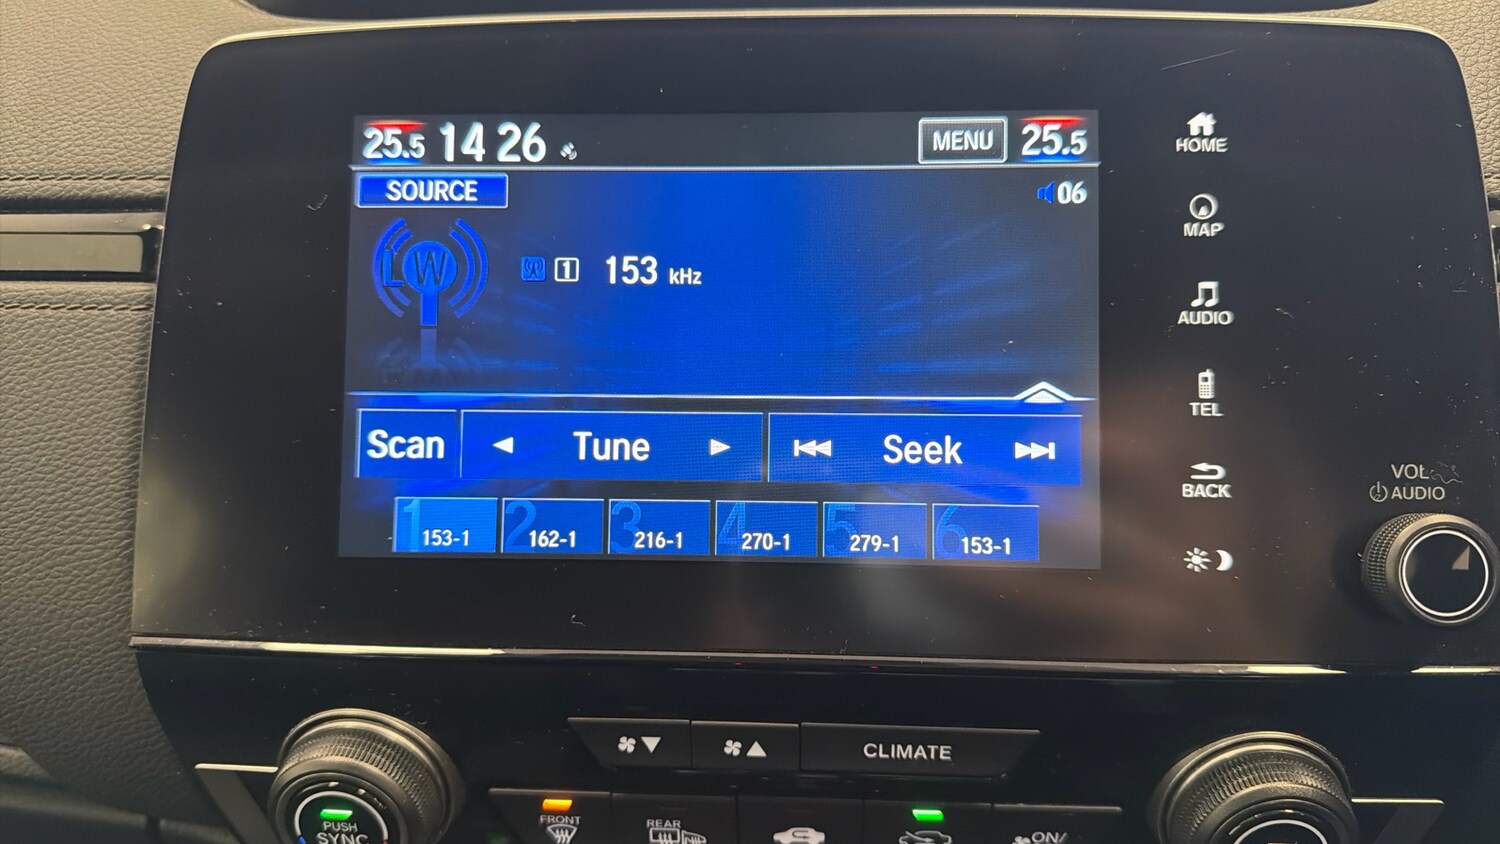 25.5 14 26 MENU 25.5
SOURCE 06
LW 1 153 kHz
Scan Tune Seek
1 153-1 2 162-1 3 216-1 4 270-1 5 279-1 6 153-1
HOME
MAP
AUDIO
TEL
BACK
VOL
AUDIO
CLIMATE
PUSH
SYNC
FRONT
REAR
ON/